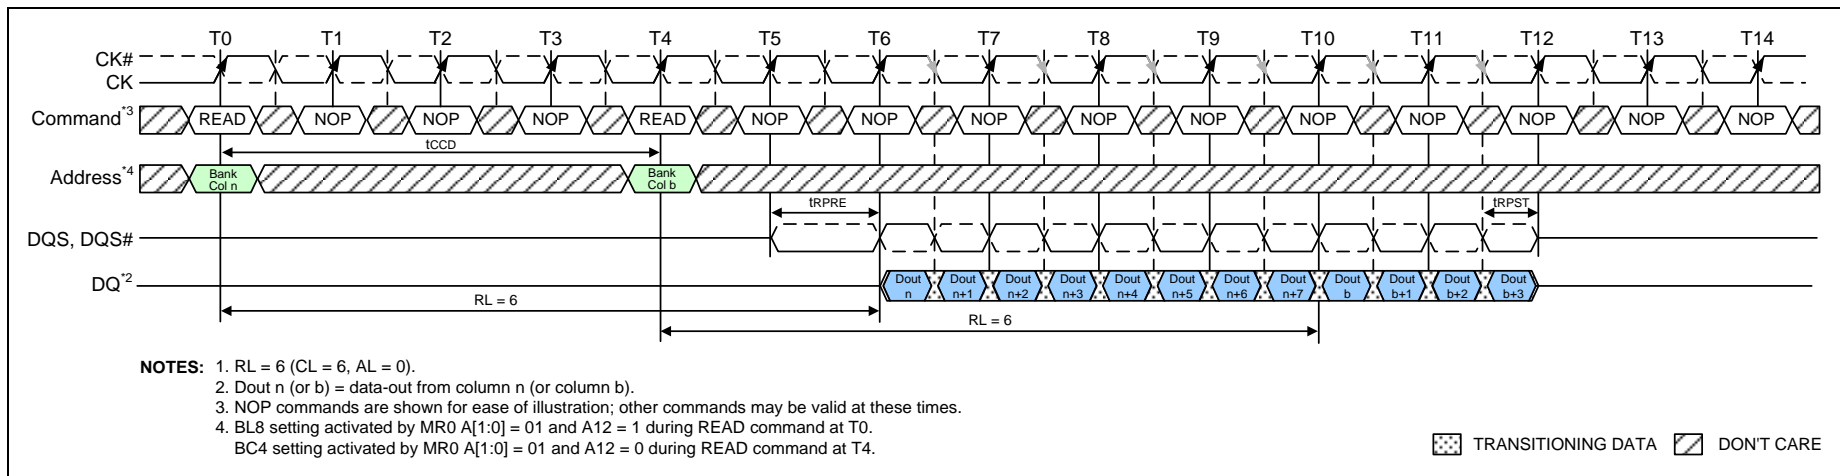 T0 T1 T2 T3 T4 T5 T6 T7 T8 T9 T10 T11 T12 T13 T14
CK#
CK
Command*3 READ NOP NOP NOP READ NOP NOP NOP NOP NOP NOP NOP NOP NOP NOP
tCCD
Address*4 Bank Col n Bank Col b
tRPRE tRPST
DQS, DQS#
DQ*2 Dout n Dout n+1 Dout n+2 Dout n+3 Dout n+4 Dout n+5 Dout n+6 Dout n+7 Dout b Dout b+1 Dout b+2 Dout b+3
RL = 6
RL = 6
NOTES: 1. RL = 6 (CL = 6, AL = 0).
2. Dout n (or b) = data-out from column n (or column b).
3. NOP commands are shown for ease of illustration; other commands may be valid at these times.
4. BL8 setting activated by MR0 A[1:0] = 01 and A12 = 1 during READ command at T0.
BC4 setting activated by MR0 A[1:0] = 01 and A12 = 0 during READ command at T4.
TRANSITIONING DATA DON'T CARE